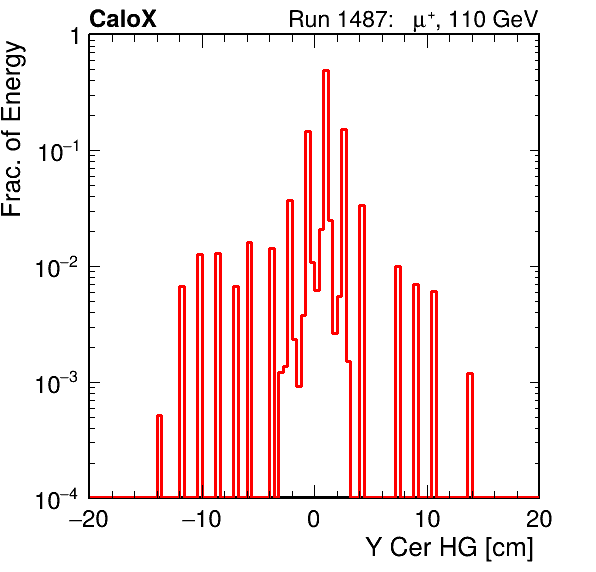 CaloX Run 1487: μ⁺, 110 GeV
Frac. of Energy
1
10⁻¹
10⁻²
10⁻³
10⁻⁴
−20 −10 0 10 20
Y Cer HG [cm]